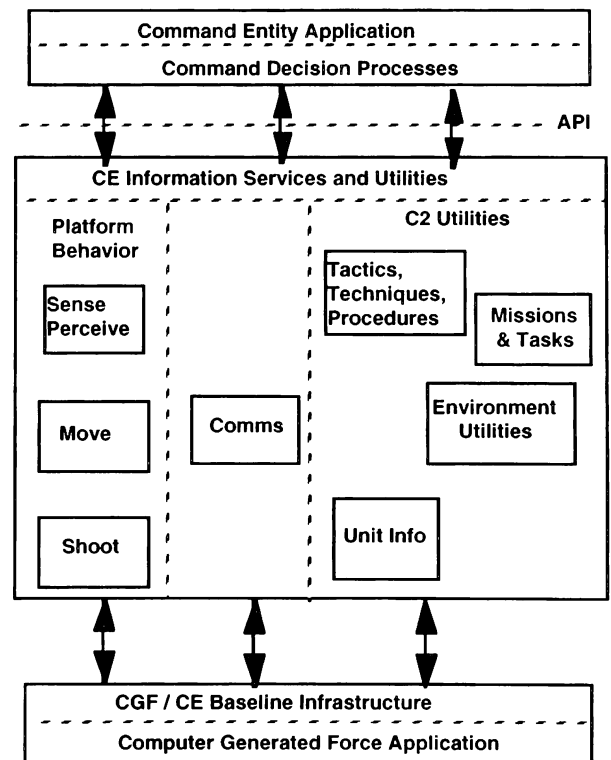 Command Entity Application
Command Decision Processes
API
CE Information Services and Utilities
Platform
Behavior
C2 Utilities
Sense
Perceive
Tactics,
Techniques,
Procedures
Missions
& Tasks
Move
Comms
Environment
Utilities
Shoot
Unit Info
CGF / CE Baseline Infrastructure
Computer Generated Force Application